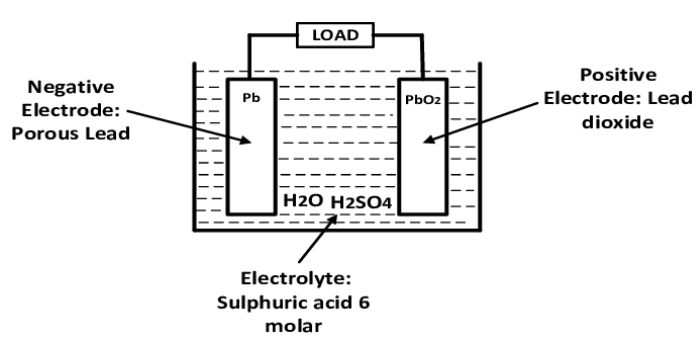 LOAD
Negative
Electrode:
Porous Lead
Pb
PbO2
Positive
Electrode: Lead
dioxide
H2O H2SO4
Electrolyte:
Sulphuric acid 6
molar